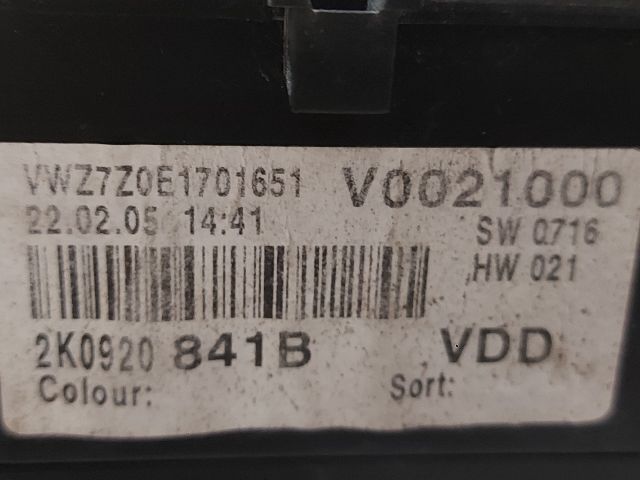 VWZ7Z0E1701651 V0021000
22.02.05 14:41 SW 0716
HW 021
2K0920 841B VDD
Colour: Sort: